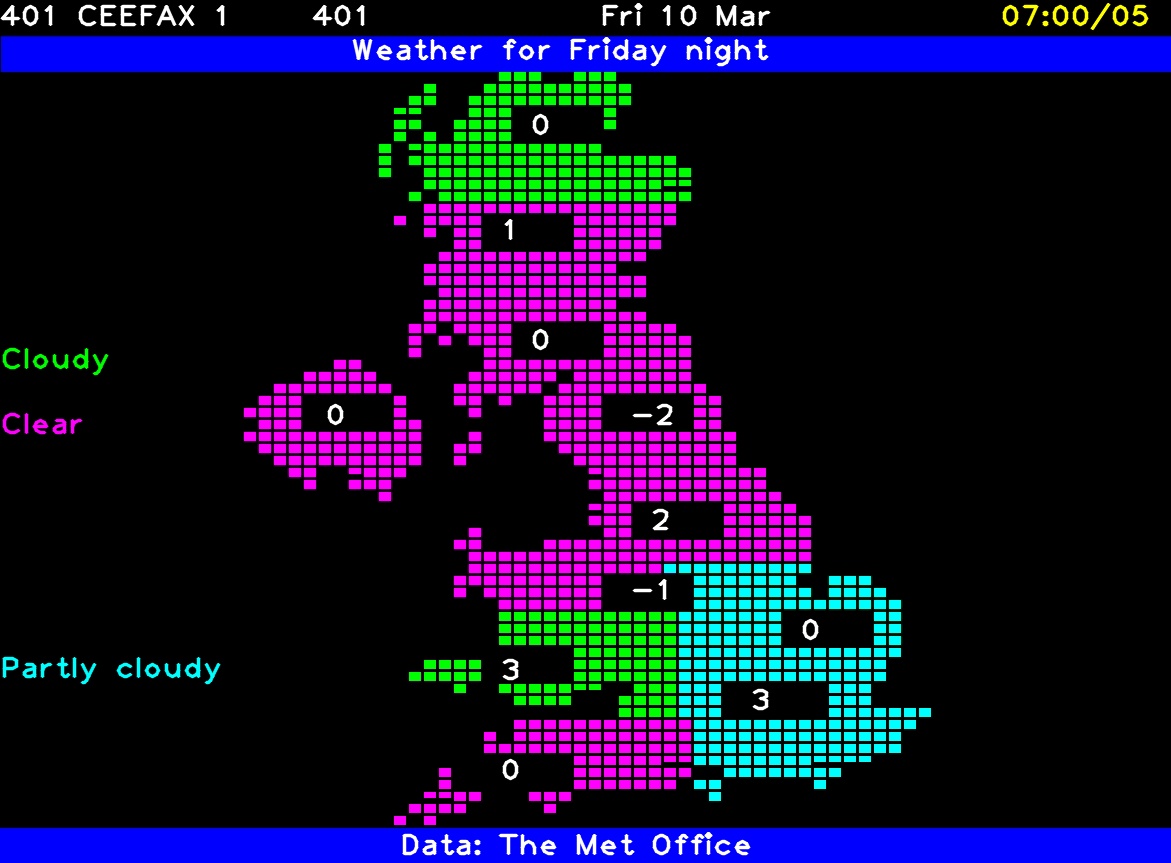 401 CEEFAX 1 401 Fri 10 Mar 07:00/05
Weather for Friday night
0
1
0
Cloudy
0 -2
Clear
2
-1
0
3
Partly cloudy
3
0
Data: The Met Office